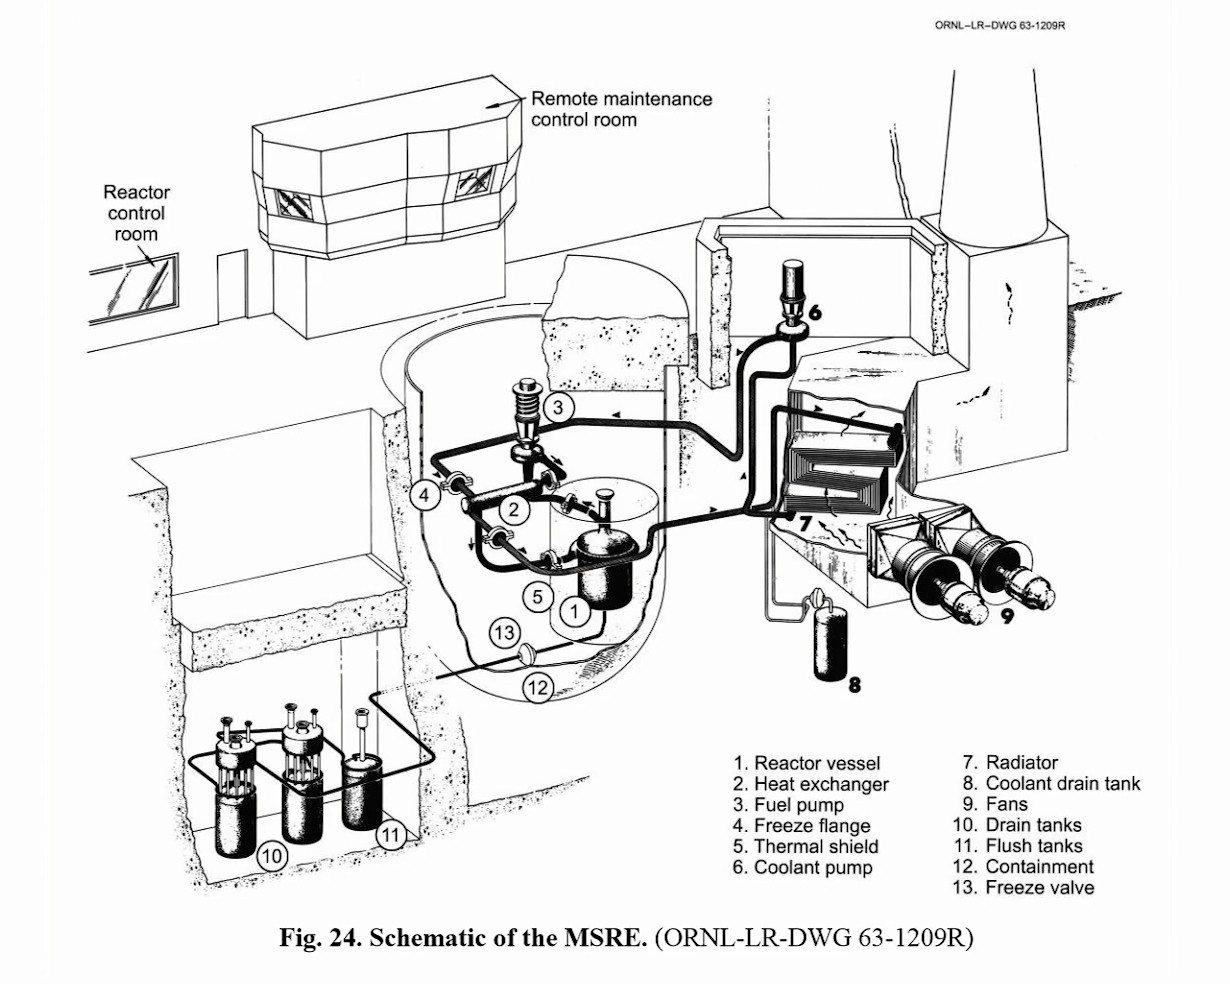 ORNL–LR–DWG 63-1209R
Remote maintenance
control room
Reactor
control
room
6
3
4
2
7
5
1
9
13
8
12
10
11
1. Reactor vessel
2. Heat exchanger
3. Fuel pump
4. Freeze flange
5. Thermal shield
6. Coolant pump
7. Radiator
8. Coolant drain tank
9. Fans
10. Drain tanks
11. Flush tanks
12. Containment
13. Freeze valve
Fig. 24. Schematic of the MSRE. (ORNL-LR-DWG 63-1209R)